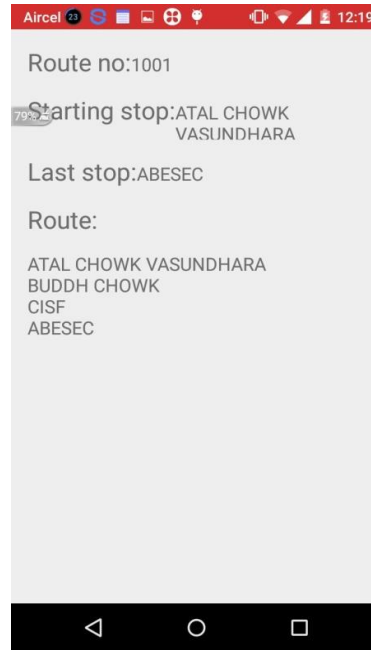 Aircel 23 12:19
Route no:1001
Starting stop:ATAL CHOWK
VASUNDHARA
79%
Last stop:ABESEC
Route:
ATAL CHOWK VASUNDHARA
BUDDH CHOWK
CISF
ABESEC